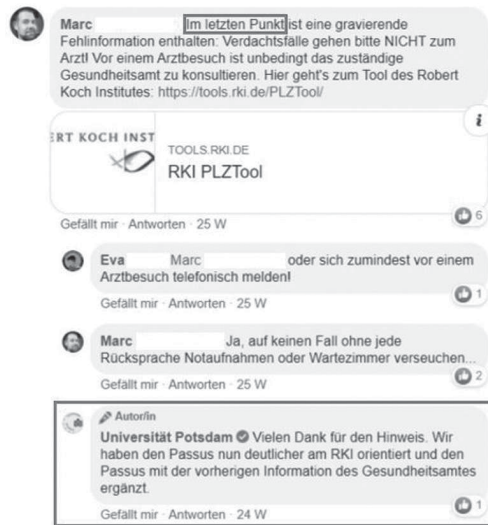 Marc Im letzten Punkt ist eine gravierende
Fehlinformation enthalten: Verdachtsfälle gehen bitte NICHT zum
Arzt! Vor einem Arztbesuch ist unbedingt das zuständige
Gesundheitsamt zu konsultieren. Hier geht's zum Tool des Robert
Koch Institutes: https://tools.rki.de/PLZTool/
ERT KOCH INST
TOOLS.RKI.DE
RKI PLZTool
i
Gefällt mir · Antworten · 25 W
6
Eva Marc oder sich zumindest vor einem
Arztbesuch telefonisch melden!
Gefällt mir · Antworten · 25 W
1
Marc Ja, auf keinen Fall ohne jede
Rücksprache Notaufnahmen oder Wartezimmer verseuchen...
Gefällt mir · Antworten · 25 W
2
Autor/in
Universität Potsdam Vielen Dank für den Hinweis. Wir
haben den Passus nun deutlicher am RKI orientiert und den
Passus mit der vorherigen Information des Gesundheitsamtes
ergänzt.
Gefällt mir · Antworten · 24 W
1